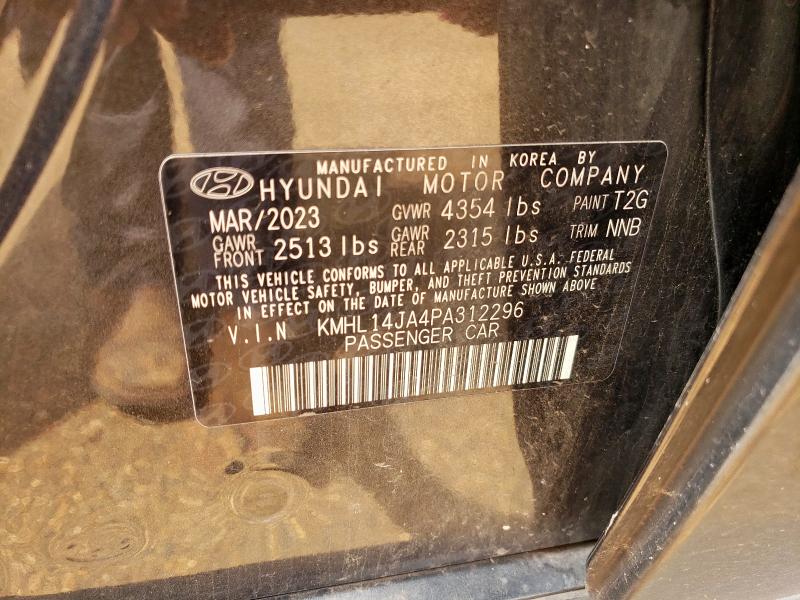 MANUFACTURED IN KOREA BY
HYUNDAI MOTOR COMPANY
MAR/2023 GVWR 4354 lbs PAINT T2G
GAWR FRONT 2513 lbs GAWR REAR 2315 lbs TRIM NNB
THIS VEHICLE CONFORMS TO ALL APPLICABLE U.S.A. FEDERAL
MOTOR VEHICLE SAFETY, BUMPER, AND THEFT PREVENTION STANDARDS
IN EFFECT ON THE DATE OF MANUFACTURE SHOWN ABOVE
V.I.N KMHL14JA4PA312296
PASSENGER CAR